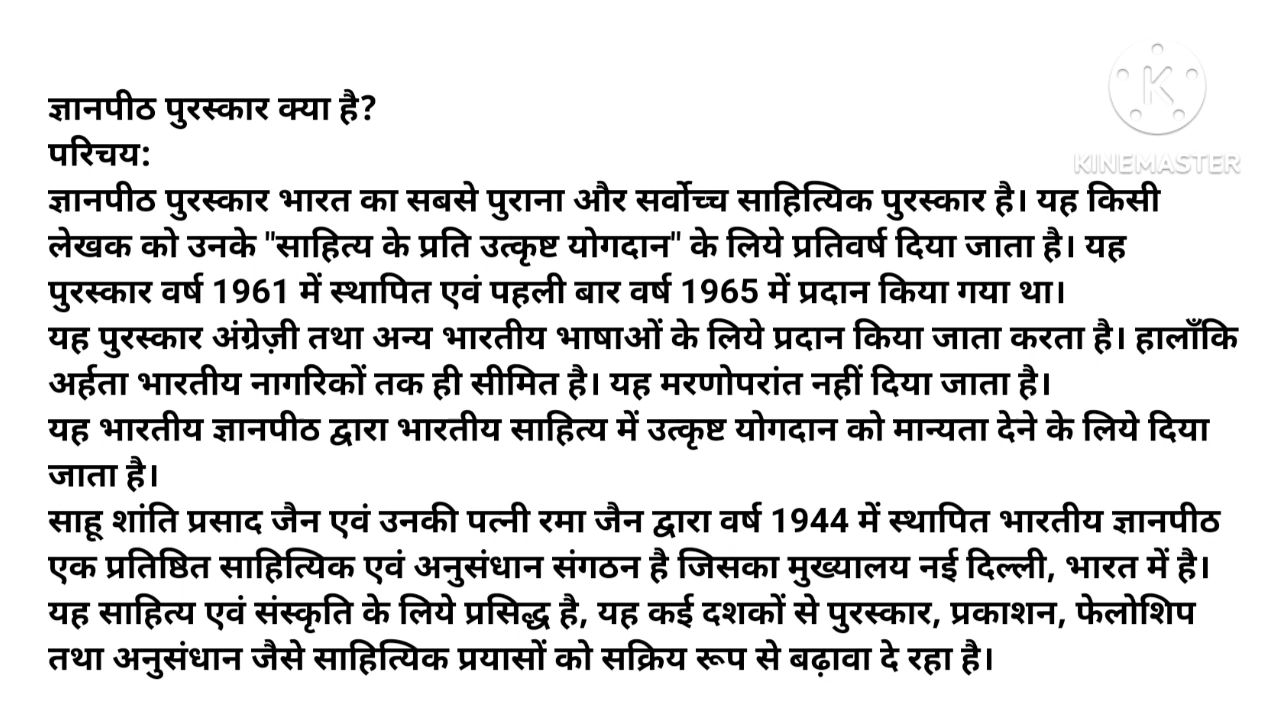 ज्ञानपीठ पुरस्कार क्या है?
परिचय:
ज्ञानपीठ पुरस्कार भारत का सबसे पुराना और सर्वोच्च साहित्यिक पुरस्कार है। यह किसी
लेखक को उनके "साहित्य के प्रति उत्कृष्ट योगदान" के लिये प्रतिवर्ष दिया जाता है। यह
पुरस्कार वर्ष 1961 में स्थापित एवं पहली बार वर्ष 1965 में प्रदान किया गया था।
यह पुरस्कार अंग्रेज़ी तथा अन्य भारतीय भाषाओं के लिये प्रदान किया जाता करता है। हालाँकि
अर्हता भारतीय नागरिकों तक ही सीमित है। यह मरणोपरांत नहीं दिया जाता है।
यह भारतीय ज्ञानपीठ द्वारा भारतीय साहित्य में उत्कृष्ट योगदान को मान्यता देने के लिये दिया
जाता है।
साहू शांति प्रसाद जैन एवं उनकी पत्नी रमा जैन द्वारा वर्ष 1944 में स्थापित भारतीय ज्ञानपीठ
एक प्रतिष्ठित साहित्यिक एवं अनुसंधान संगठन है जिसका मुख्यालय नई दिल्ली, भारत में है।
यह साहित्य एवं संस्कृति के लिये प्रसिद्ध है, यह कई दशकों से पुरस्कार, प्रकाशन, फेलोशिप
तथा अनुसंधान जैसे साहित्यिक प्रयासों को सक्रिय रूप से बढ़ावा दे रहा है।
K
KINEMASTER